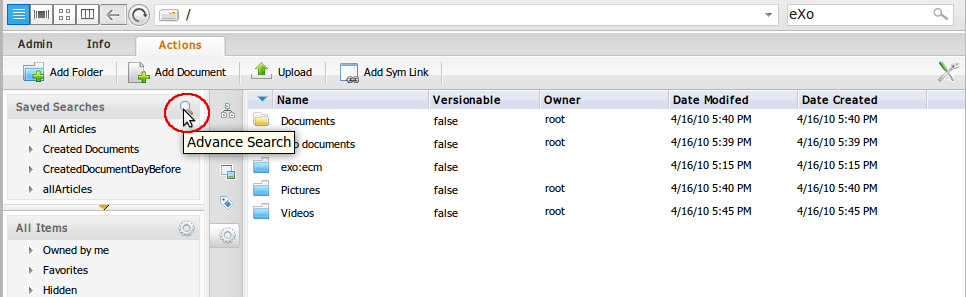 / eXo
Admin Info Actions
Add Folder Add Document Upload Add Sym Link
Saved Searches
All Articles
Created Documents
CreatedDocumentDayBefore
allArticles
All Items
Owned by me
Favorites
Hidden
Advance Search
Name Versionable Owner Date Modifed Date Created
Documents false root 4/16/10 5:40 PM 4/16/10 5:40 PM
documents false root 4/16/10 5:39 PM 4/16/10 5:39 PM
exo:ecm false 4/16/10 5:15 PM 4/16/10 5:15 PM
Pictures false root 4/16/10 5:40 PM 4/16/10 5:40 PM
Videos false root 4/16/10 5:45 PM 4/16/10 5:45 PM